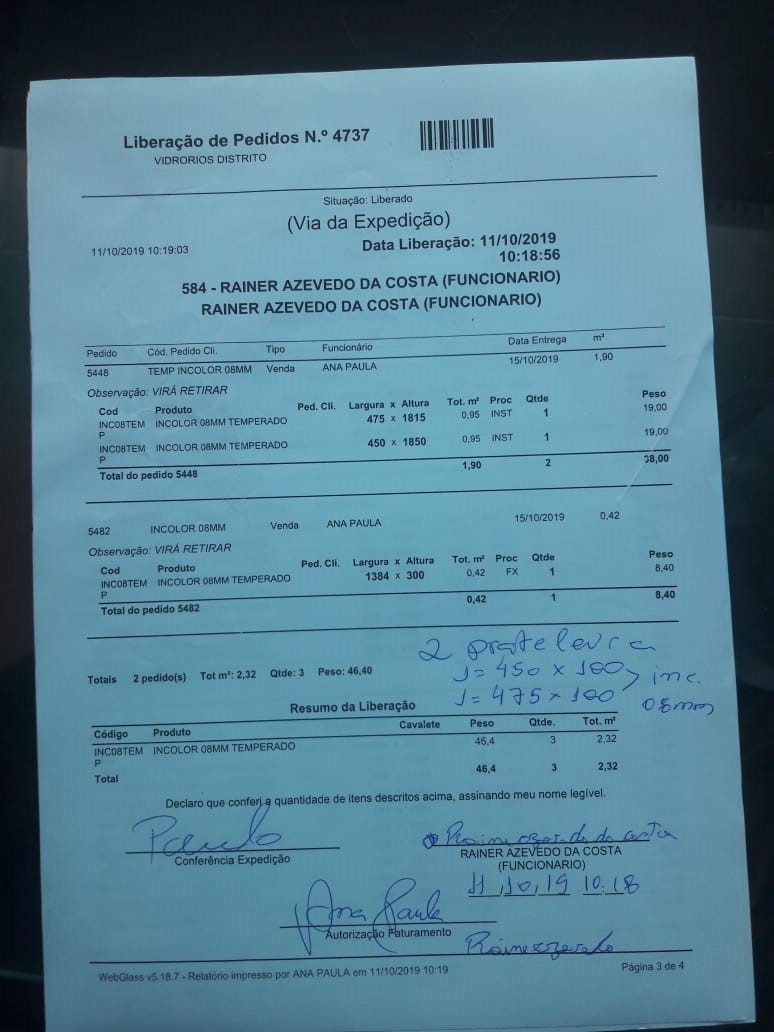 Liberação de Pedidos N.º 4737
VIDRORIOS DISTRITO
Situação: Liberado
(Via da Expedição)
11/10/2019 10:19:03
Data Liberação: 11/10/2019
10:18:56
584 - RAINER AZEVEDO DA COSTA (FUNCIONARIO)
RAINER AZEVEDO DA COSTA (FUNCIONARIO)
Pedido Cód. Pedido Cli. Tipo Funcionário Data Entrega m²
5448 TEMP INCOLOR 08MM Venda ANA PAULA 15/10/2019 1,90
Observação: VIRÁ RETIRAR
Cod Produto Ped. Cli. Largura x Altura Tot. m² Proc Qtde Peso
INC08TEM INCOLOR 08MM TEMPERADO 475 x 1815 0,95 INST 1 19,00
P
INC08TEM INCOLOR 08MM TEMPERADO 450 x 1850 0,95 INST 1 19,00
P
Total do pedido 5448 1,90 2 38,00
5482 INCOLOR 08MM Venda ANA PAULA 15/10/2019 0,42
Observação: VIRÁ RETIRAR
Cod Produto Ped. Cli. Largura x Altura Tot. m² Proc Qtde Peso
INC08TEM INCOLOR 08MM TEMPERADO 1384 x 300 0,42 FX 1 8,40
P
Total do pedido 5482 0,42 1 8,40
2 prateleira
1= 450 x 100
1= 475 x 100
inc.
08mm
Totais 2 pedido(s) Tot m²: 2,32 Qtde: 3 Peso: 46,40
Resumo da Liberação
Código Produto Cavalete Peso Qtde. Tot. m²
INC08TEM INCOLOR 08MM TEMPERADO 46,4 3 2,32
P
Total 46,4 3 2,32
Declaro que conferi a quantidade de itens descritos acima, assinando meu nome legível.
Paulo
Conferência Expedição
RAINER AZEVEDO DA COSTA
(FUNCIONARIO)
11,10,19 10:18
Ana Paula
Autorização Faturamento
WebGlass v5.18.7 - Relatório impresso por ANA PAULA em 11/10/2019 10:19
Página 3 de 4